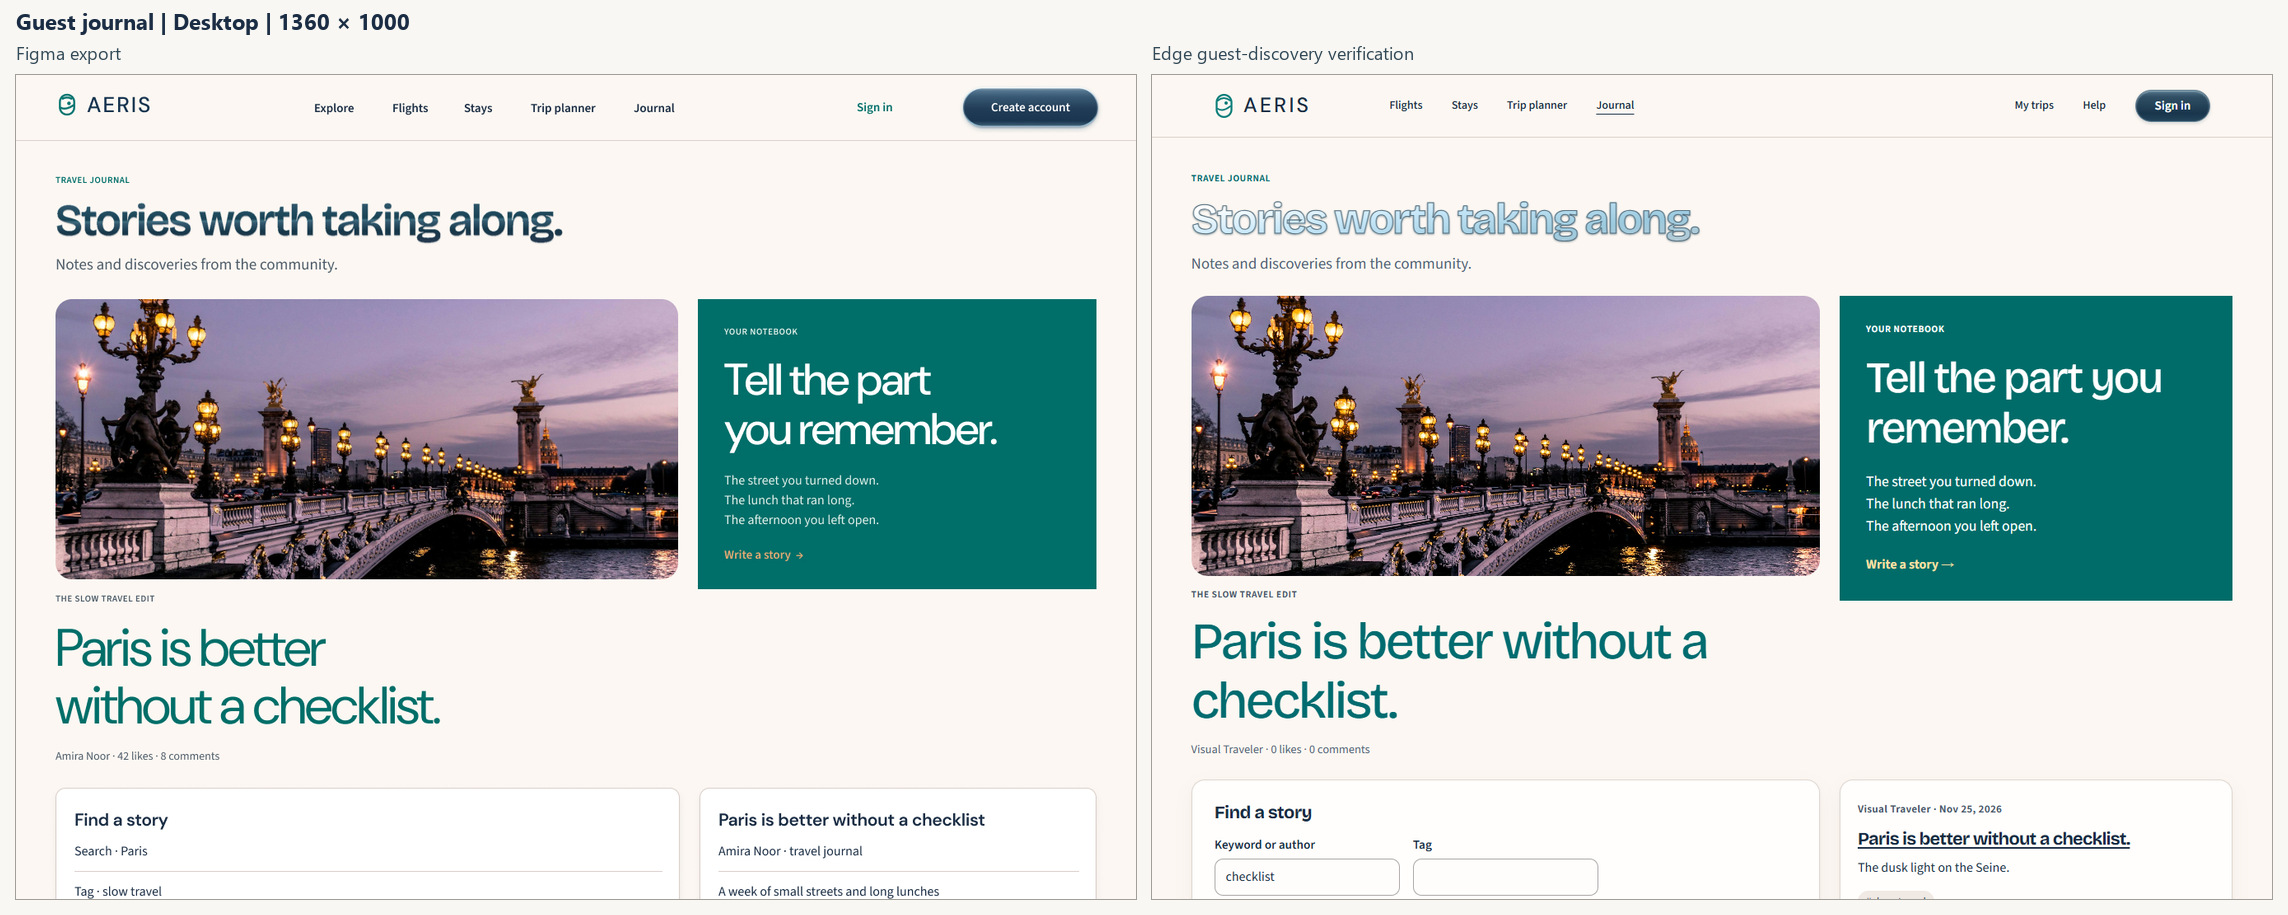 Guest journal | Desktop | 1360 × 1000
Figma export
AERIS
Explore
Flights
Stays
Trip planner
Journal
Sign in
Create account
TRAVEL JOURNAL
Stories worth taking along.
Notes and discoveries from the community.
YOUR NOTEBOOK
Tell the part
you remember.
The street you turned down.
The lunch that ran long.
The afternoon you left open.
Write a story →
THE SLOW TRAVEL EDIT
Paris is better
without a checklist.
Amira Noor · 42 likes · 8 comments
Find a story
Search · Paris
Tag · slow travel
Paris is better without a checklist
Amira Noor · travel journal
A week of small streets and long lunches
Edge guest-discovery verification
AERIS
Flights
Stays
Trip planner
Journal
My trips
Help
Sign in
TRAVEL JOURNAL
Stories worth taking along.
Notes and discoveries from the community.
YOUR NOTEBOOK
Tell the part you
remember.
The street you turned down.
The lunch that ran long.
The afternoon you left open.
Write a story →
THE SLOW TRAVEL EDIT
Paris is better without a
checklist.
Visual Traveler · 0 likes · 0 comments
Find a story
Keyword or author
Tag
checklist
Visual Traveler · Nov 25, 2026
Paris is better without a checklist.
The dusk light on the Seine.